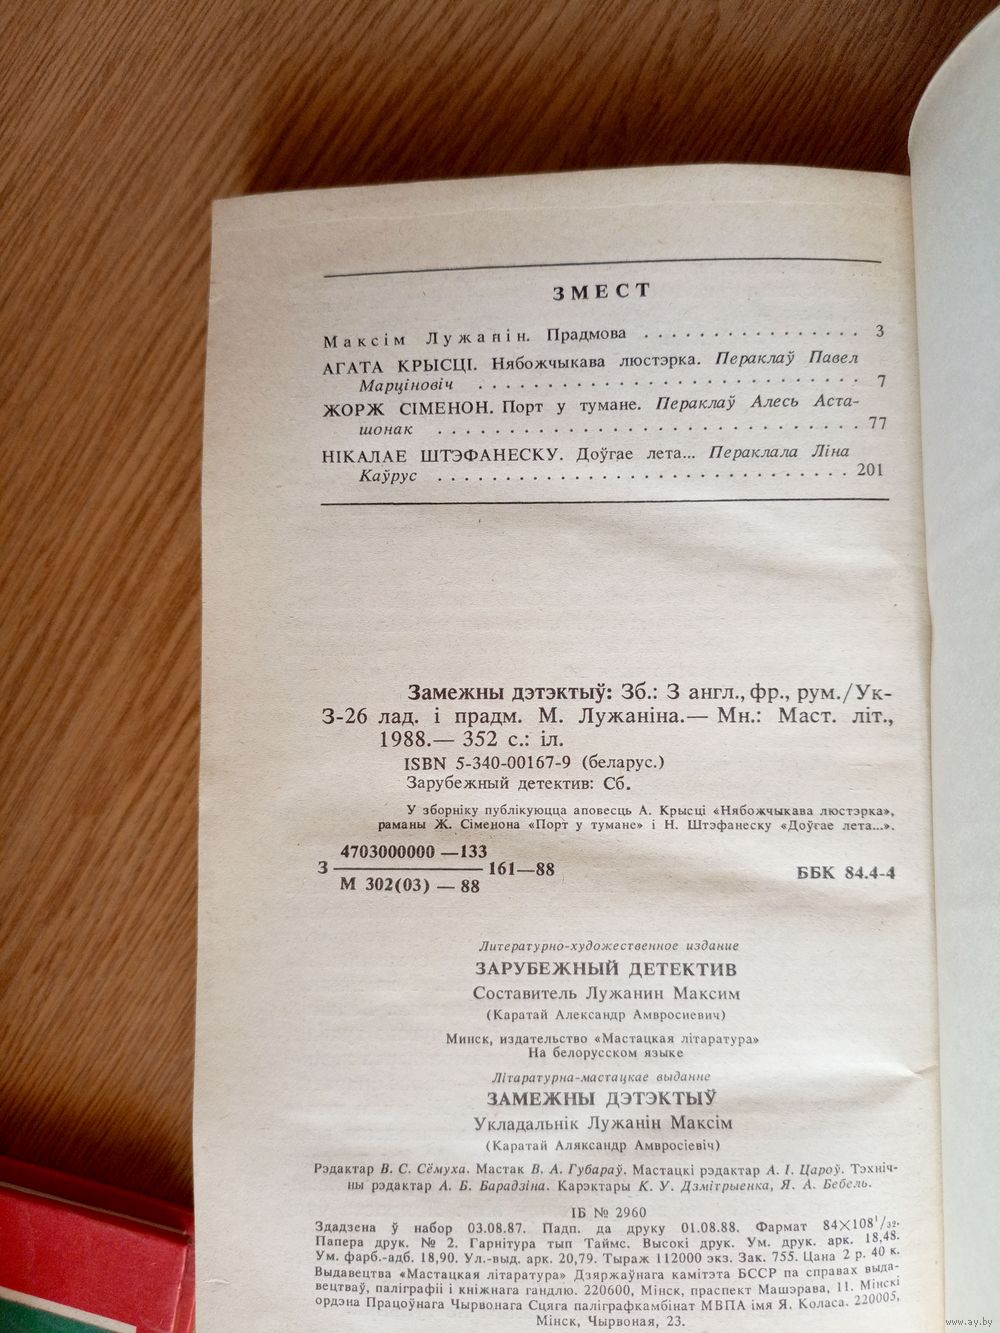 ЗМЕСТ
Максім Лужанін. Прадмова . . . . . . . . . . . . . . . . 3
АГАТА КРЫСЦІ. Нябожчыкава люстэрка. Пераклаў Павел
Марціновіч . . . . . . . . . . . . . . . . . . . . . . . . . . . 7
ЖОРЖ СІМЕНОН. Порт у тумане. Пераклаў Алесь Аста-
шонак . . . . . . . . . . . . . . . . . . . . . . . . . . . . . . 77
НІКАЛАЕ ШТЭФАНЕСКУ. Доўгае лета... Пераклала Ліна
Каўрус . . . . . . . . . . . . . . . . . . . . . . . . . . . . . 201
Замежны дэтэктыў: Зб.: З англ., фр., рум./Ук-
З-26 лад. і прадм. М. Лужаніна.— Мн.: Маст. літ.,
1988.— 352 с.: іл.
ISBN 5-340-00167-9 (беларус.)
Зарубежный детектив: Сб.
У зборніку публікуюцца аповесць А. Крысці «Нябожчыкава люстэрка»,
раманы Ж. Сіменона «Порт у тумане» і Н. Штэфанеску «Доўгае лета...».
4703000000 —133
З 161—88
М 302(03) — 88
ББК 84.4-4
Литературно-художественное издание
ЗАРУБЕЖНЫЙ ДЕТЕКТИВ
Составитель Лужанин Максим
(Каратай Александр Амвросиевич)
Минск, издательство «Мастацкая літаратура»
На белорусском языке
Літаратурна-мастацкае выданне
ЗАМЕЖНЫ ДЭТЭКТЫЎ
Укладальнік Лужанін Максім
(Каратай Аляксандр Амвросіевіч)
Рэдактар В. С. Сёмуха. Мастак В. А. Губараў. Мастацкі рэдактар А. І. Цароў. Тэхніч-
ны рэдактар А. Б. Барадзіна. Карэктары К. У. Дзмітрыенка, Я. А. Бебель.
ІБ № 2960
Здадзена ў набор 03.08.87. Падп. да друку 01.08.88. Фармат 84×108¹/₃₂.
Папера друк. № 2. Гарнітура тып Таймс. Высокі друк. Ум. друк. арк. 18,48.
Ум. фарб.-адб. 18,90. Ул.-выд. арк. 20,79. Тыраж 112000 экз. Зак. 755. Цана 2 р. 40 к.
Выдавецтва «Мастацкая літаратура» Дзяржаўнага камітэта БССР па справах выда-
вецтваў, паліграфіі і кніжнага гандлю. 220600, Мінск, праспект Машэрава, 11. Мінскі
ордэна Працоўнага Чырвонага Сцяга паліграфкамбінат МВПА імя Я. Коласа. 220005,
Мінск, Чырвоная, 23.
www.ay.by